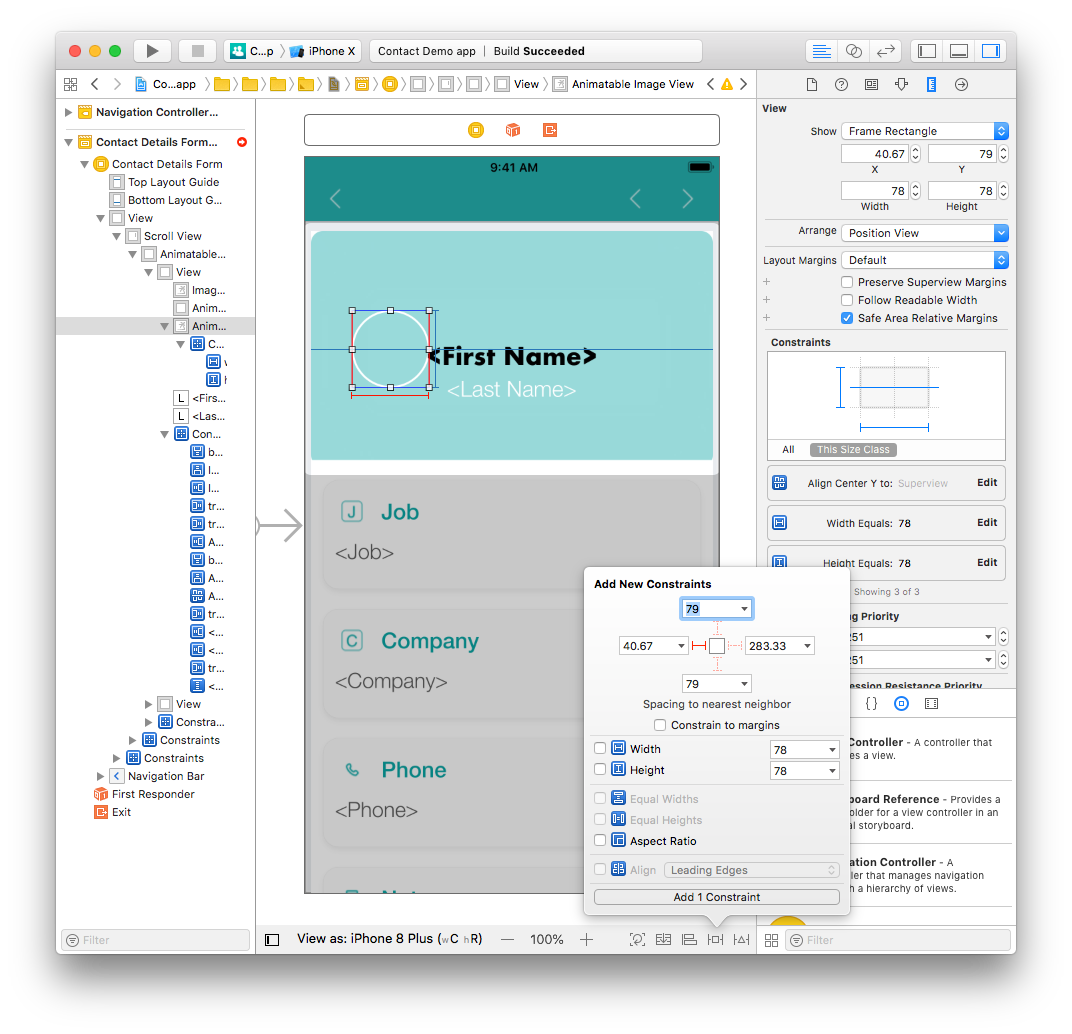 C...p
iPhone X
Contact Demo app | Build Succeeded
Co...app
View
Animatable Image View
Navigation Controller...
Contact Details Form...
Contact Details Form
Top Layout Guide
Bottom Layout G...
View
Scroll View
Animatable...
View
Imag...
Anim...
Anim...
C...
L <Firs...
L <Las...
Con...
b...
l...
l...
tr...
tr...
A...
b...
A...
A...
tr...
<...
<...
tr...
<...
View
Constra...
Constraints
Constraints
Navigation Bar
First Responder
Exit
Filter
9:41 AM
<First Name>
<Last Name>
J Job
<Job>
C Company
<Company>
Phone
<Phone>
View as: iPhone 8 Plus (wC hR)
100%
Add New Constraints
79
40.67
283.33
79
Spacing to nearest neighbor
Constrain to margins
Width 78
Height 78
Equal Widths
Equal Heights
Aspect Ratio
Align Leading Edges
Add 1 Constraint
View
Show Frame Rectangle
40.67 79
X Y
78 78
Width Height
Arrange Position View
Layout Margins Default
Preserve Superview Margins
Follow Readable Width
Safe Area Relative Margins
Constraints
All This Size Class
Align Center Y to: Superview Edit
Width Equals: 78 Edit
Height Equals: 78 Edit
Showing 3 of 3
Priority
Resistance Priority
{}
Controller - A controller that
a view.
Reference - Provides a
for a view controller in an
storyboard.
Controller - A
that manages navigation
a hierarchy of views.
Filter